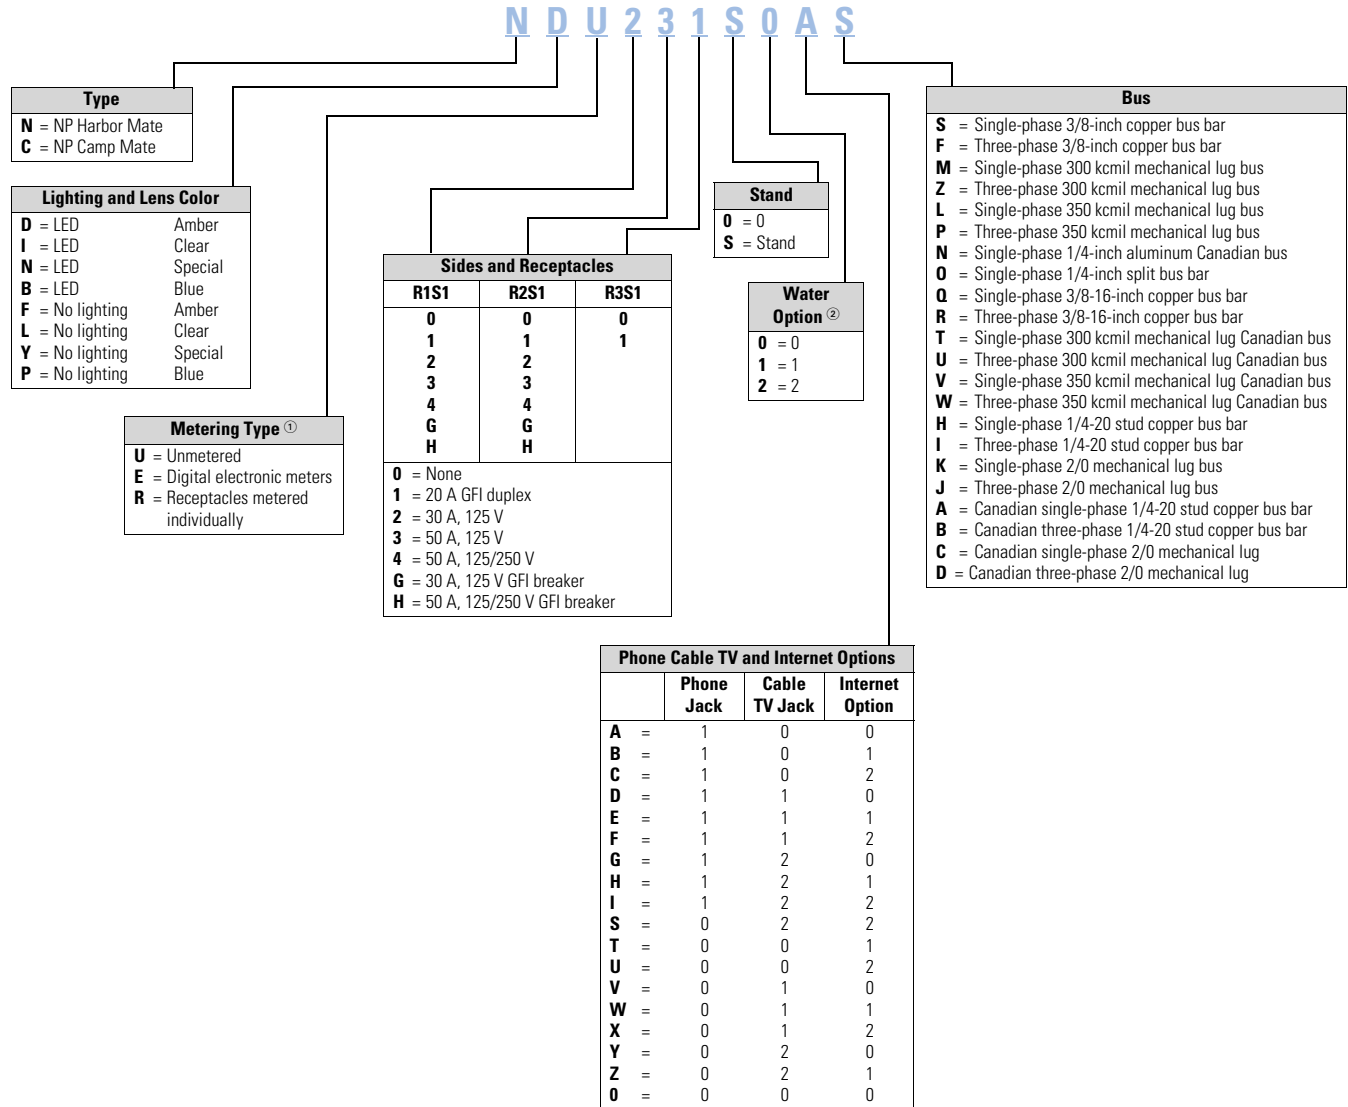 N D U 2 3 1 S 0 A S
Type
N = NP Harbor Mate
C = NP Camp Mate
Lighting and Lens Color
D = LED Amber
I = LED Clear
N = LED Special
B = LED Blue
F = No lighting Amber
L = No lighting Clear
Y = No lighting Special
P = No lighting Blue
Metering Type ①
U = Unmetered
E = Digital electronic meters
R = Receptacles metered
individually
Sides and Receptacles
R1S1 R2S1 R3S1
0 0 0
1 1 1
2 2
3 3
4 4
G G
H H
0 = None
1 = 20 A GFI duplex
2 = 30 A, 125 V
3 = 50 A, 125 V
4 = 50 A, 125/250 V
G = 30 A, 125 V GFI breaker
H = 50 A, 125/250 V GFI breaker
Stand
0 = 0
S = Stand
Water
Option ②
0 = 0
1 = 1
2 = 2
Phone Cable TV and Internet Options
Phone Cable Internet
Jack TV Jack Option
A = 1 0 0
B = 1 0 1
C = 1 0 2
D = 1 1 0
E = 1 1 1
F = 1 1 2
G = 1 2 0
H = 1 2 1
I = 1 2 2
S = 0 2 2
T = 0 0 1
U = 0 0 2
V = 0 1 0
W = 0 1 1
X = 0 1 2
Y = 0 2 0
Z = 0 2 1
0 = 0 0 0
Bus
S = Single-phase 3/8-inch copper bus bar
F = Three-phase 3/8-inch copper bus bar
M = Single-phase 300 kcmil mechanical lug bus
Z = Three-phase 300 kcmil mechanical lug bus
L = Single-phase 350 kcmil mechanical lug bus
P = Three-phase 350 kcmil mechanical lug bus
N = Single-phase 1/4-inch aluminum Canadian bus
O = Single-phase 1/4-inch split bus bar
Q = Single-phase 3/8-16-inch copper bus bar
R = Three-phase 3/8-16-inch copper bus bar
T = Single-phase 300 kcmil mechanical lug Canadian bus
U = Three-phase 300 kcmil mechanical lug Canadian bus
V = Single-phase 350 kcmil mechanical lug Canadian bus
W = Three-phase 350 kcmil mechanical lug Canadian bus
H = Single-phase 1/4-20 stud copper bus bar
I = Three-phase 1/4-20 stud copper bus bar
K = Single-phase 2/0 mechanical lug bus
J = Three-phase 2/0 mechanical lug bus
A = Canadian single-phase 1/4-20 stud copper bus bar
B = Canadian three-phase 1/4-20 stud copper bus bar
C = Canadian single-phase 2/0 mechanical lug
D = Canadian three-phase 2/0 mechanical lug